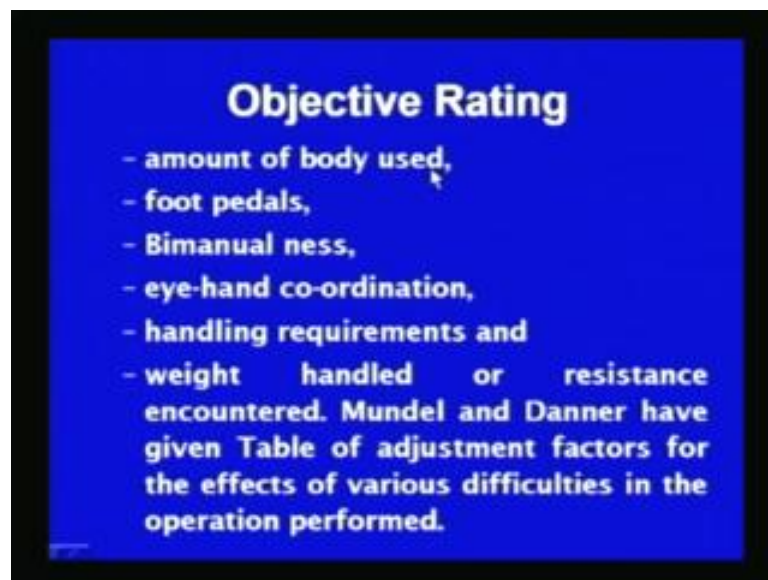 Objective Rating
– amount of body used,
– foot pedals,
– Bimanual ness,
– eye-hand co-ordination,
– handling requirements and
– weight handled or resistance
encountered. Mundel and Danner have
given Table of adjustment factors for
the effects of various difficulties in the
operation performed.